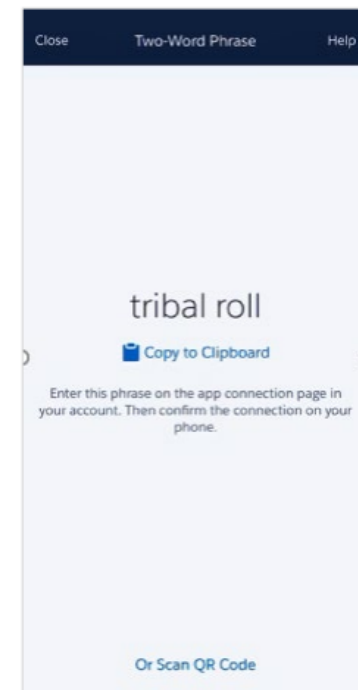 Close Two-Word Phrase Help
tribal roll
Copy to Clipboard
Enter this phrase on the app connection page in
your account. Then confirm the connection on your
phone.
Or Scan QR Code